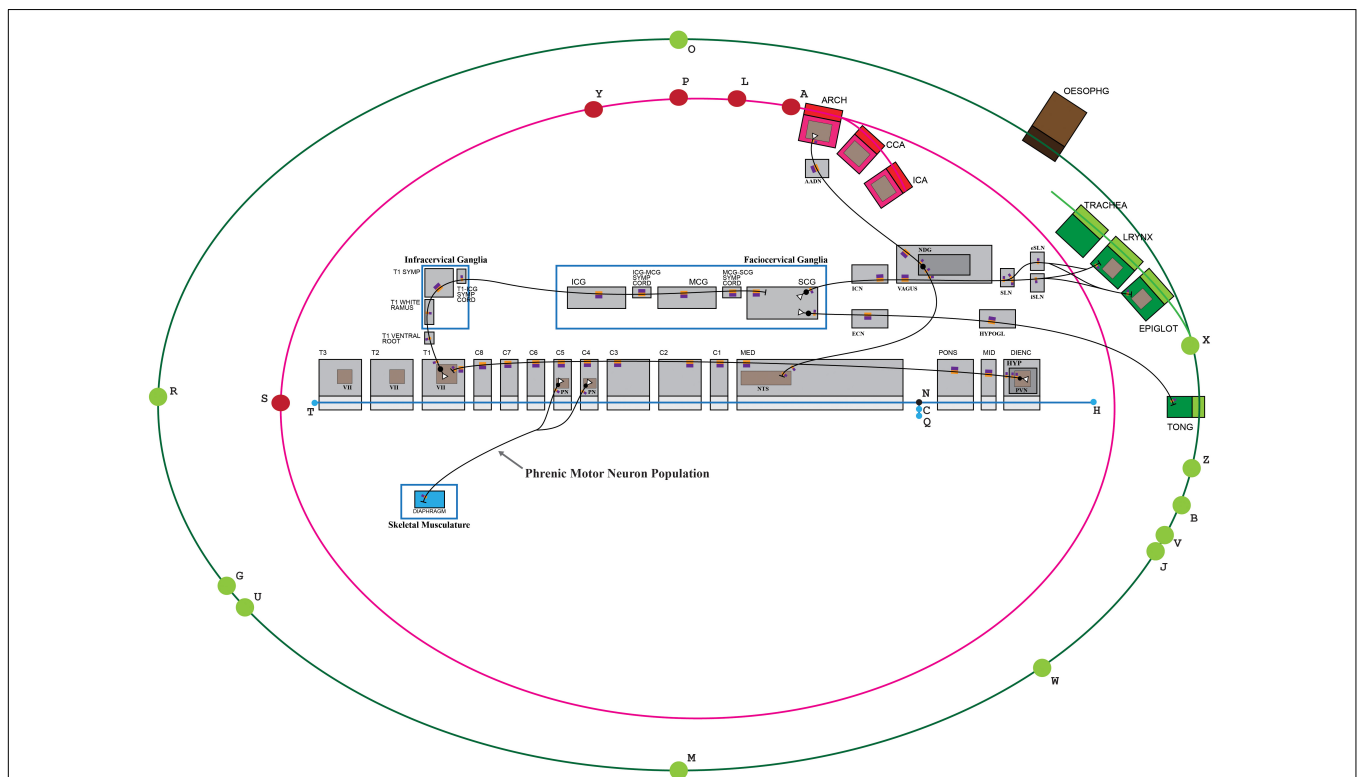 O
Y
P
L
A
ARCH
OESOPHG
CCA
ICA
AADN
TRACHEA
LRYNX
EPIGLOT
X
Infracervical Ganglia
T1 SYMP
T1-ICG
SYMP
CORD
T1 WHITE
RAMUS
T1 VENTRAL
ROOT
Faciocervical Ganglia
ICG
ICG-MCG
SYMP
CORD
MCG
MCG-SCG
SYMP
CORD
SCG
ICN
ECN
NDG
VAGUS
SLN
eSLN
iSLN
HYPOGL
T3
T2
T1
C8
C7
C6
C5
C4
C3
C2
C1
MED
PONS
MID
DIENC
HYP
VII
VII
VII
PN
PN
NTS
PVN
R
S
T
N
C
Q
H
TONG
Phrenic Motor Neuron Population
DIAPHRAGM
Skeletal Musculature
Z
B
V
J
G
U
W
M